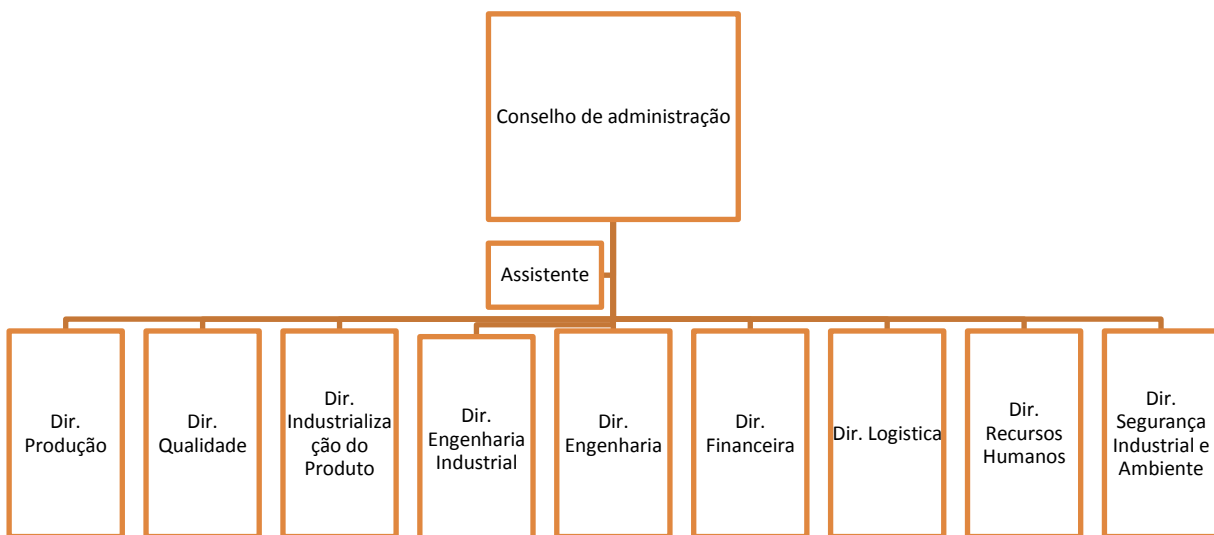 Conselho de administração
Assistente
Dir.
Produção
Dir.
Qualidade
Dir.
Industrializa
ção do
Produto
Dir.
Engenharia
Industrial
Dir.
Engenharia
Dir.
Financeira
Dir. Logistica
Dir.
Recursos
Humanos
Dir.
Segurança
Industrial e
Ambiente